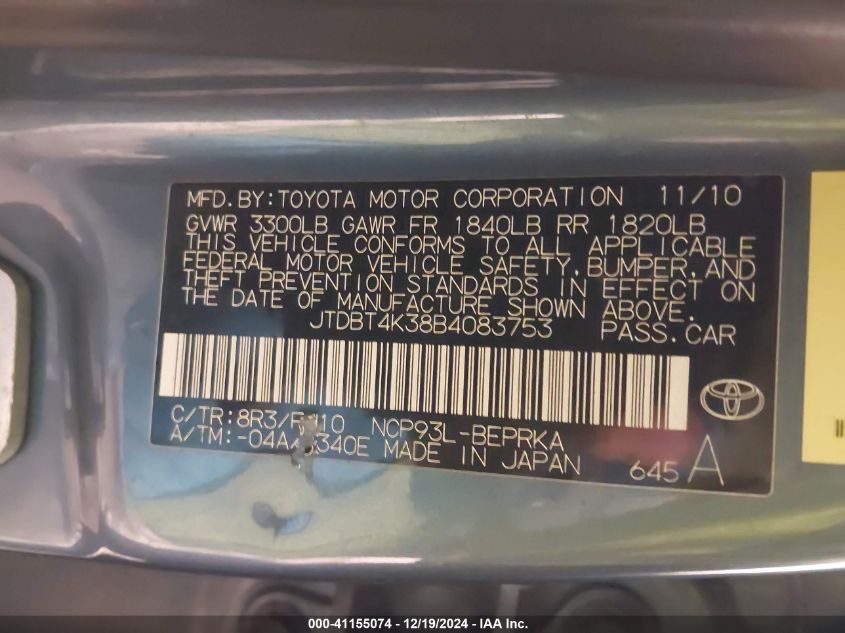 MFD.BY:TOYOTA MOTOR CORPORATION 11/10
GVWR 3300LB GAWR FR 1840LB RR 1820LB
THIS VEHICLE CONFORMS TO ALL APPLICABLE
FEDERAL MOTOR VEHICLE SAFETY,BUMPER,AND
THEFT PREVENTION STANDARDS IN EFFECT ON
THE DATE OF MANUFACTURE SHOWN ABOVE.
JTDBT4K38B4083753 PASS.CAR
C/TR:8R3/ NCP93L-BEPRKA
A/TM: MADE IN JAPAN 645 A
000-41155074 - 12/19/2024 - IAA Inc.